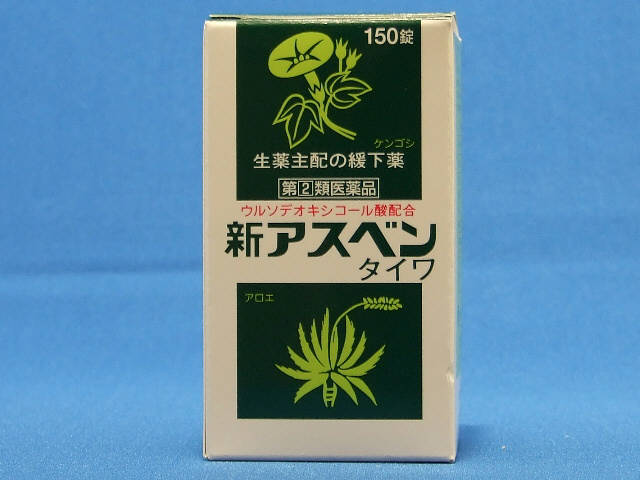 150錠
ケンゴシ
生薬主配の緩下薬
第②類医薬品
ウルソデオキシコール酸配合
新アスベン
タイワ
アロエ